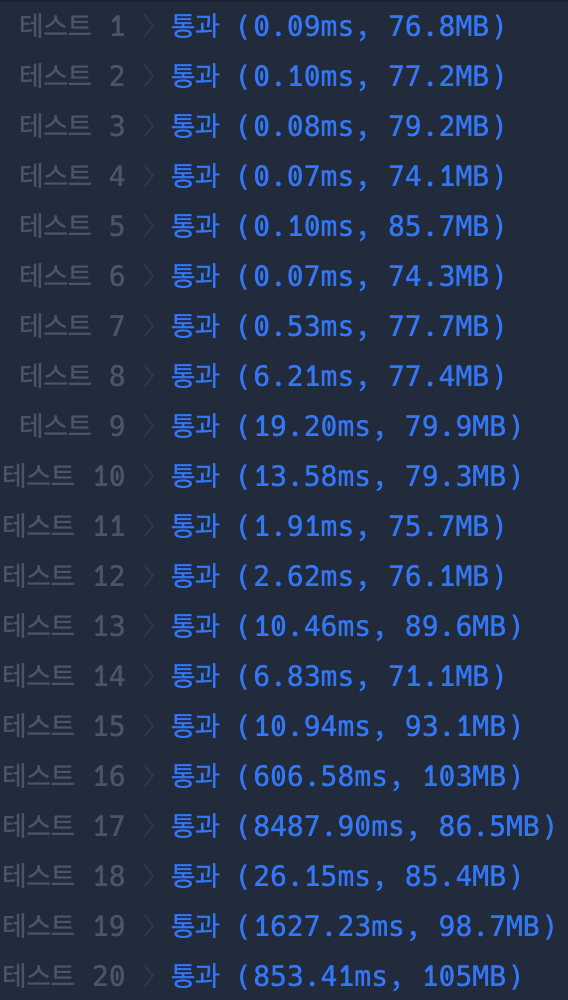 테스트 1 〉 통과 (0.09ms, 76.8MB)
테스트 2 〉 통과 (0.10ms, 77.2MB)
테스트 3 〉 통과 (0.08ms, 79.2MB)
테스트 4 〉 통과 (0.07ms, 74.1MB)
테스트 5 〉 통과 (0.10ms, 85.7MB)
테스트 6 〉 통과 (0.07ms, 74.3MB)
테스트 7 〉 통과 (0.53ms, 77.7MB)
테스트 8 〉 통과 (6.21ms, 77.4MB)
테스트 9 〉 통과 (19.20ms, 79.9MB)
테스트 10 〉 통과 (13.58ms, 79.3MB)
테스트 11 〉 통과 (1.91ms, 75.7MB)
테스트 12 〉 통과 (2.62ms, 76.1MB)
테스트 13 〉 통과 (10.46ms, 89.6MB)
테스트 14 〉 통과 (6.83ms, 71.1MB)
테스트 15 〉 통과 (10.94ms, 93.1MB)
테스트 16 〉 통과 (606.58ms, 103MB)
테스트 17 〉 통과 (8487.90ms, 86.5MB)
테스트 18 〉 통과 (26.15ms, 85.4MB)
테스트 19 〉 통과 (1627.23ms, 98.7MB)
테스트 20 〉 통과 (853.41ms, 105MB)